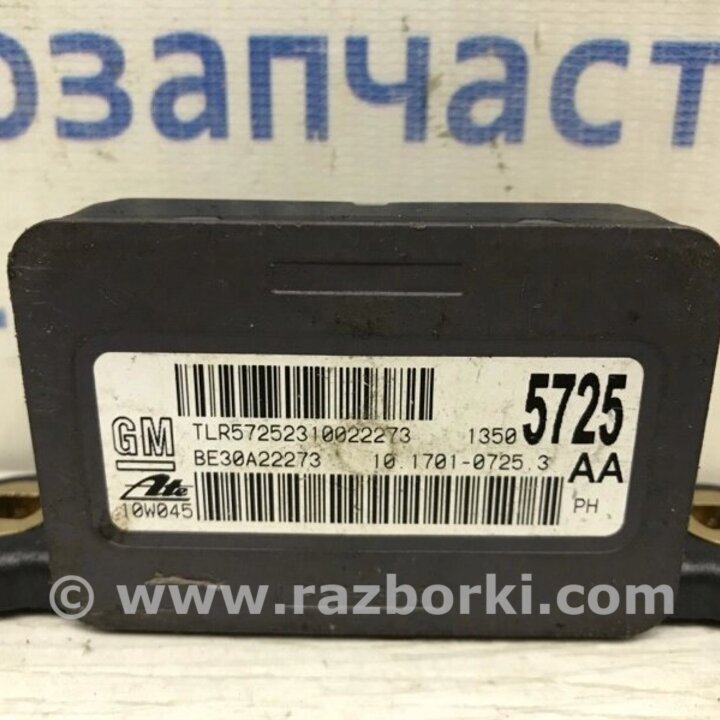 озапчаст
TLR57252310022273 1350 5725
GM
BE30A22273 10.1701-0725.3 AA
Ate
10W045 PH
© www.razborki.com